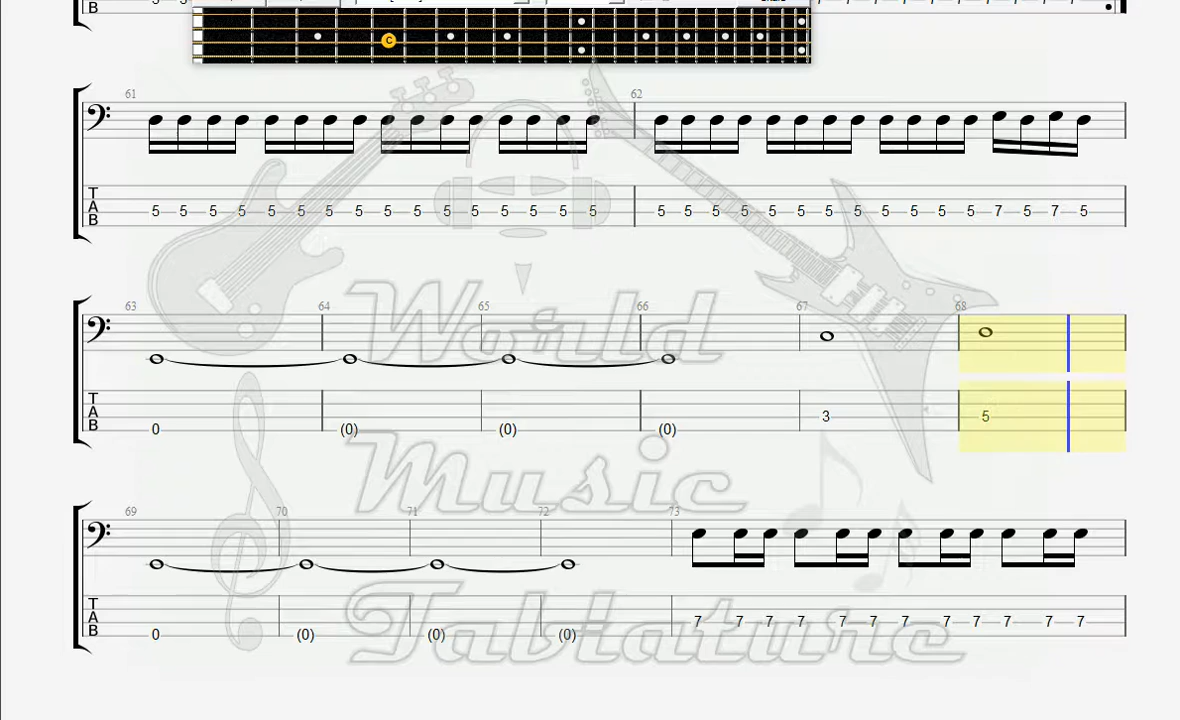 B
C
61 62
T
A
B
5 5 5 5 5 5 5 5 5 5 5 5 5 5 5 5 5 5 5 5 5 5 5 5 5 5 5 5 7 5 7 5
63 64 65 66 67 68
World
T
A
B
0 (0) (0) (0) 3 5
Music
69 70 71 72 73
T
A
B
0 (0) (0) (0) 7 7 7 7 7 7 7 7 7 7 7 7
Tablature